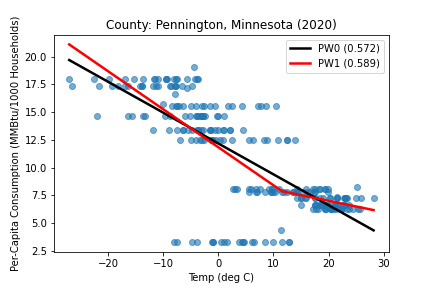 County: Pennington, Minnesota (2020)
Per-Capita Consumption (MMBtu/1000 Households)
20.0
17.5
15.0
12.5
10.0
7.5
5.0
2.5
PW0 (0.572)
PW1 (0.589)
−20 −10 0 10 20 30
Temp (deg C)